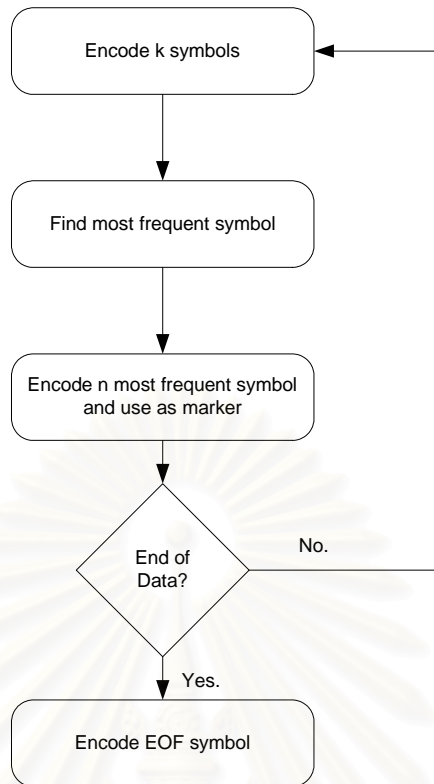 Encode k symbols
Find most frequent symbol
Encode n most frequent symbol
and use as marker
End of
Data?
No.
Yes.
Encode EOF symbol